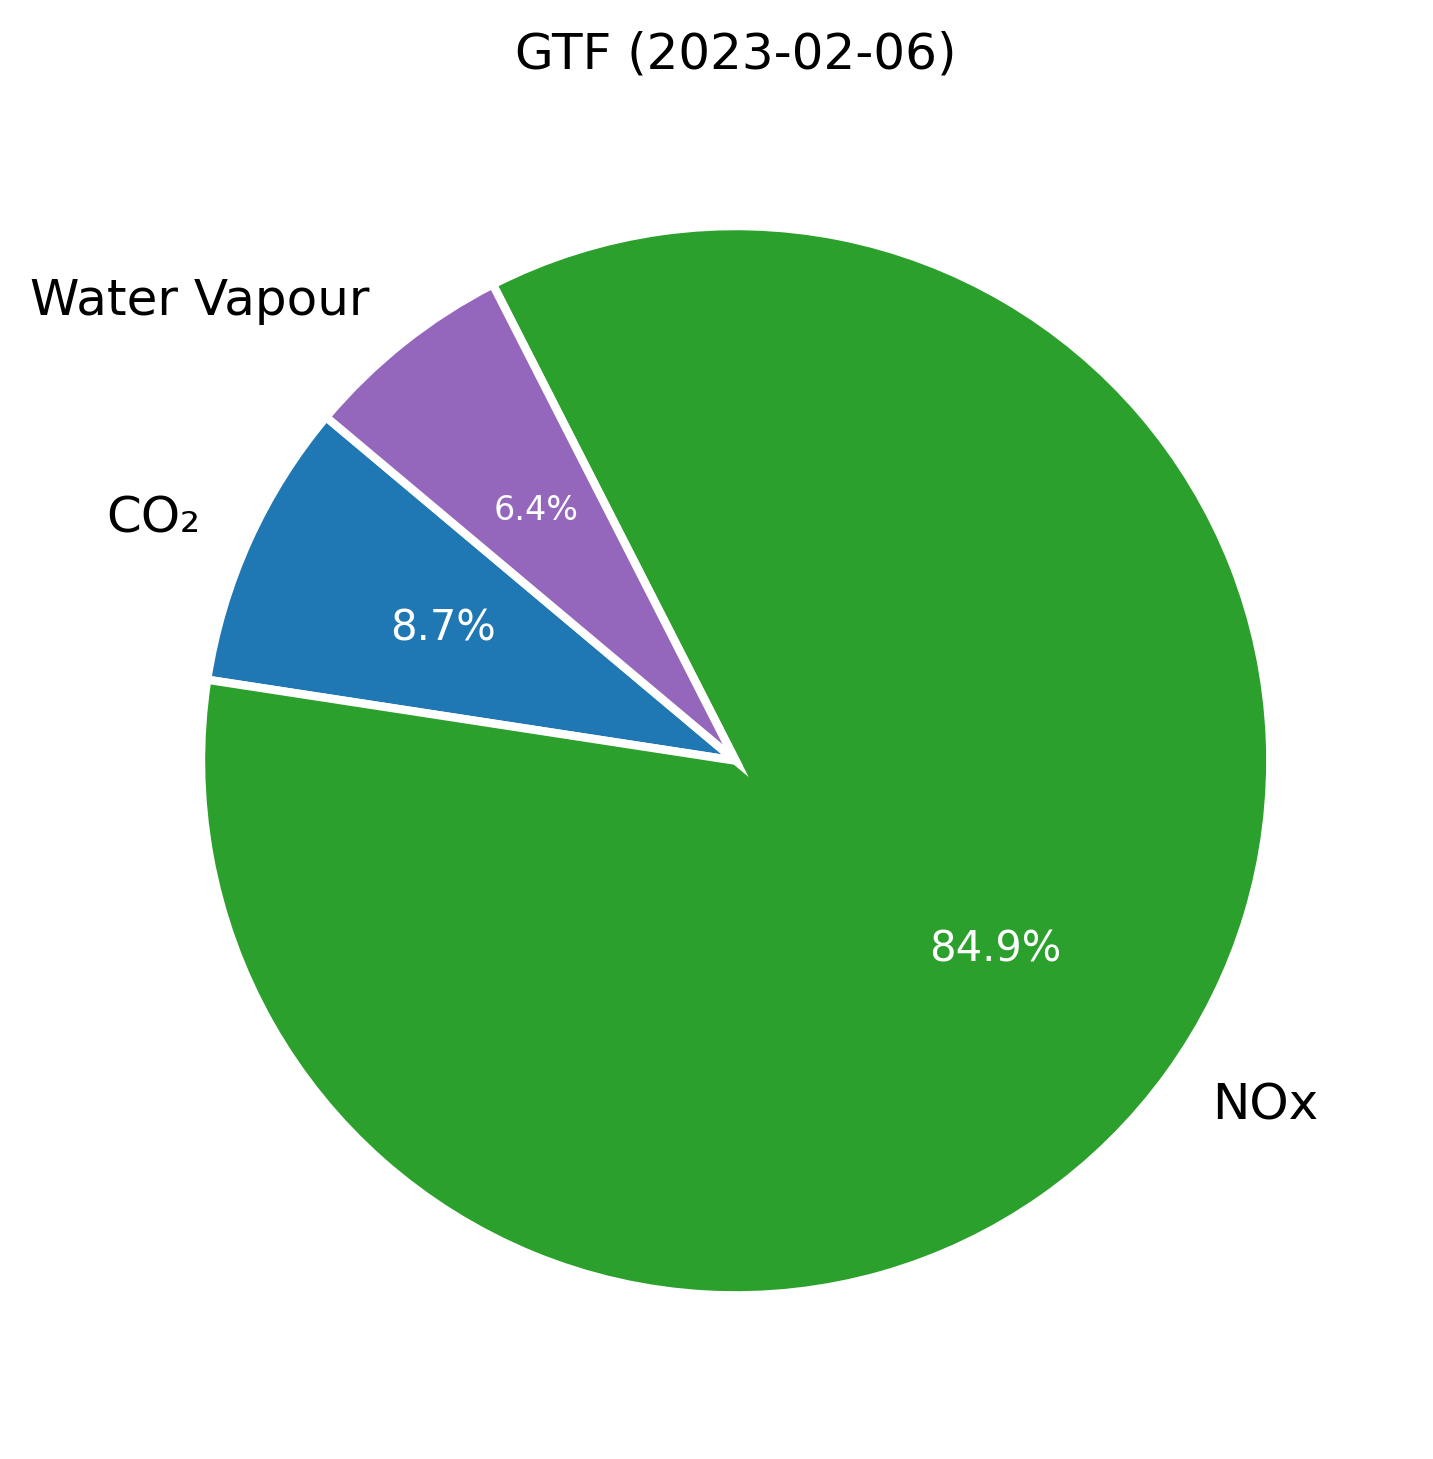 GTF (2023-02-06)
Water Vapour
6.4%
CO₂
8.7%
84.9%
NOx